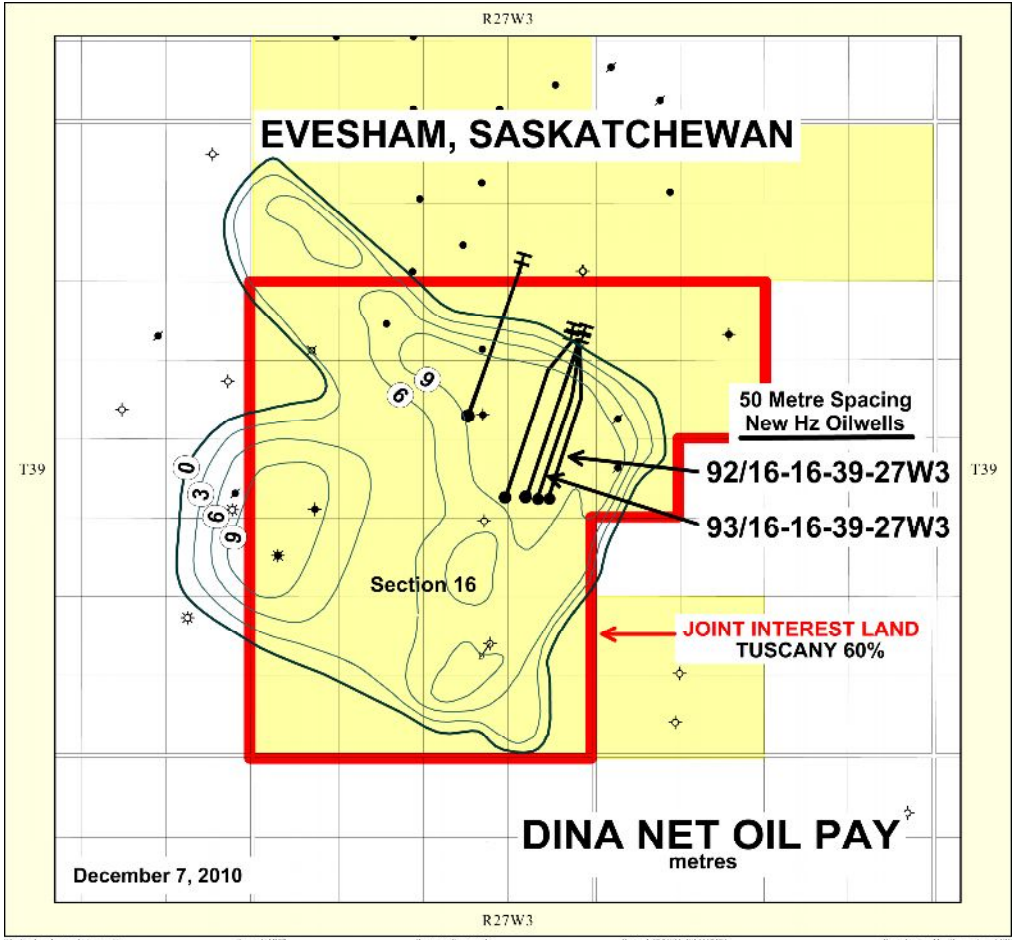 R27W3
EVESHAM, SASKATCHEWAN
9
6
50 Metre Spacing
New Hz Oilwells
T39
0
T39
92/16-16-39-27W3
3
6
93/16-16-39-27W3
9
Section 16
JOINT INTEREST LAND
TUSCANY 60%
DINA NET OIL PAY
metres
December 7, 2010
R27W3